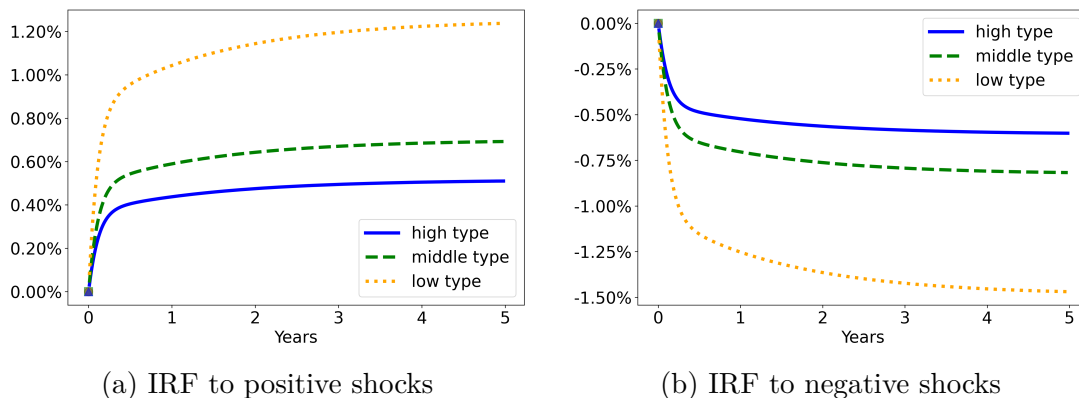 1.20%
1.00%
0.80%
0.60%
0.40%
0.20%
0.00%
high type
middle type
low type
0 1 2 3 4 5
Years
(a) IRF to positive shocks
0.00%
-0.25%
-0.50%
-0.75%
-1.00%
-1.25%
-1.50%
high type
middle type
low type
0 1 2 3 4 5
Years
(b) IRF to negative shocks